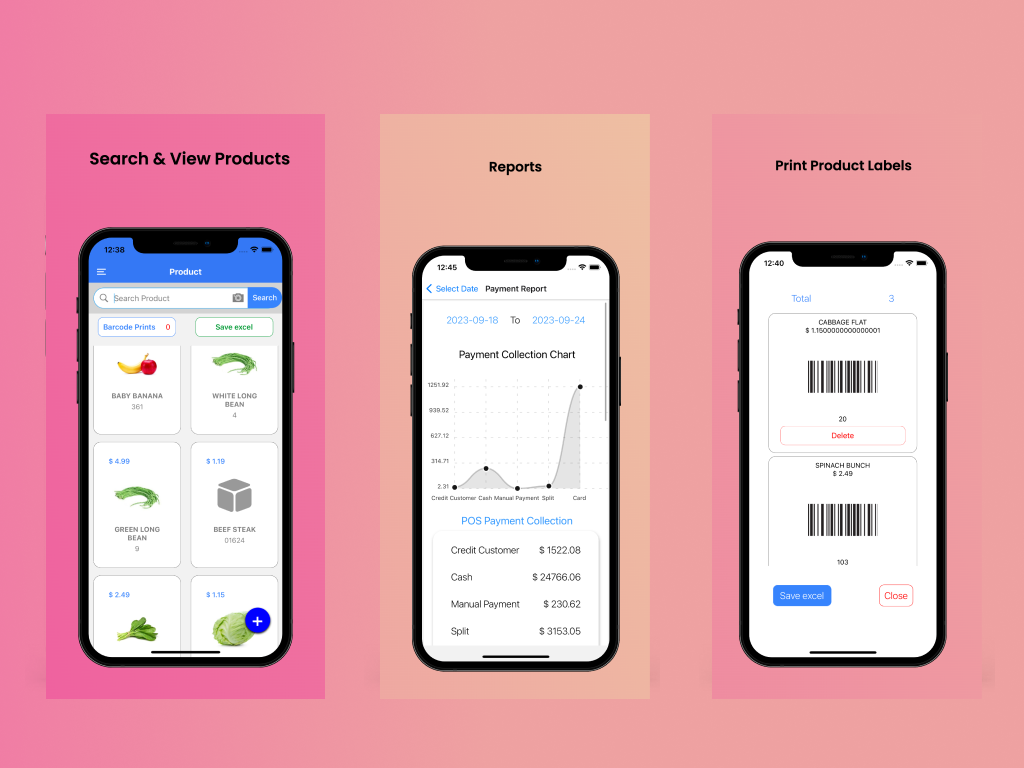 Search & View Products
12:38
Product
Search Product
Search
Barcode Prints 0
Save excel
BABY BANANA
361
WHITE LONG
BEAN
4
$ 4.99
GREEN LONG
BEAN
9
$ 1.19
BEEF STEAK
01624
$ 2.49
$ 1.15
+
Reports
12:45
Select Date
Payment Report
2023-09-18 To 2023-09-24
Payment Collection Chart
1251.92
939.52
627.12
314.71
2.31
Credit Customer Cash Manual Payment Split Card
POS Payment Collection
Credit Customer $ 1522.08
Cash $ 24766.06
Manual Payment $ 230.62
Split $ 3153.05
Print Product Labels
12:40
Total 3
CABBAGE FLAT
$ 1.1500000000000001
20
Delete
SPINACH BUNCH
$ 2.49
103
Save excel
Close